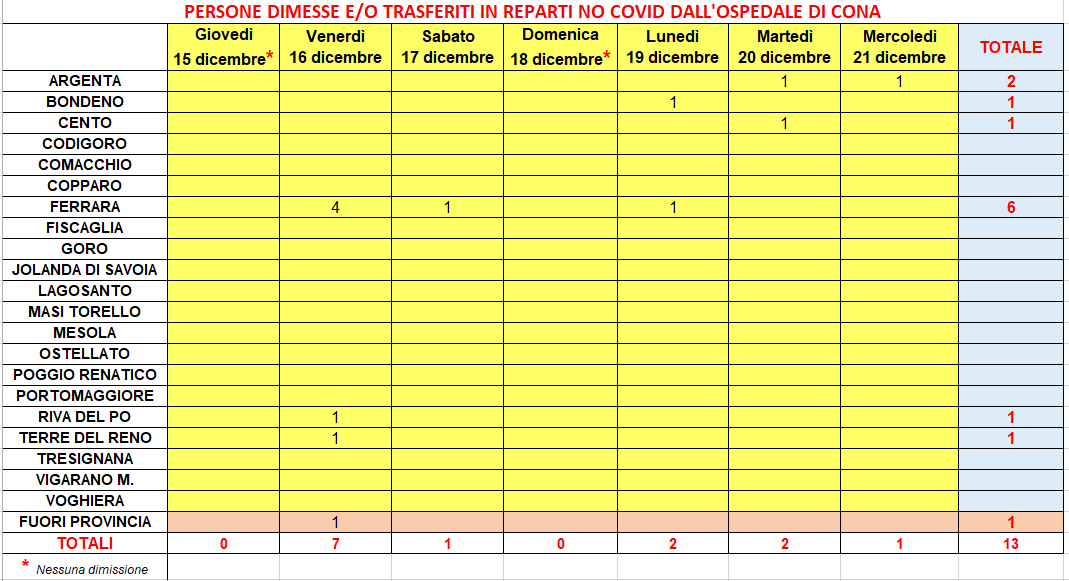 PERSONE DIMESSE E/O TRASFERITI IN REPARTI NO COVID DALL'OSPEDALE DI CONA
Giovedì 15 dicembre* Venerdì 16 dicembre Sabato 17 dicembre Domenica 18 dicembre* Lunedì 19 dicembre Martedì 20 dicembre Mercoledì 21 dicembre TOTALE
ARGENTA 1 1 2
BONDENO 1 1
CENTO 1 1
CODIGORO
COMACCHIO
COPPARO
FERRARA 4 1 1 6
FISCAGLIA
GORO
JOLANDA DI SAVOIA
LAGOSANTO
MASI TORELLO
MESOLA
OSTELLATO
POGGIO RENATICO
PORTOMAGGIORE
RIVA DEL PO 1 1
TERRE DEL RENO 1 1
TRESIGNANA
VIGARANO M.
VOGHIERA
FUORI PROVINCIA 1 1
TOTALI 0 7 1 0 2 2 1 13
* Nessuna dimissione